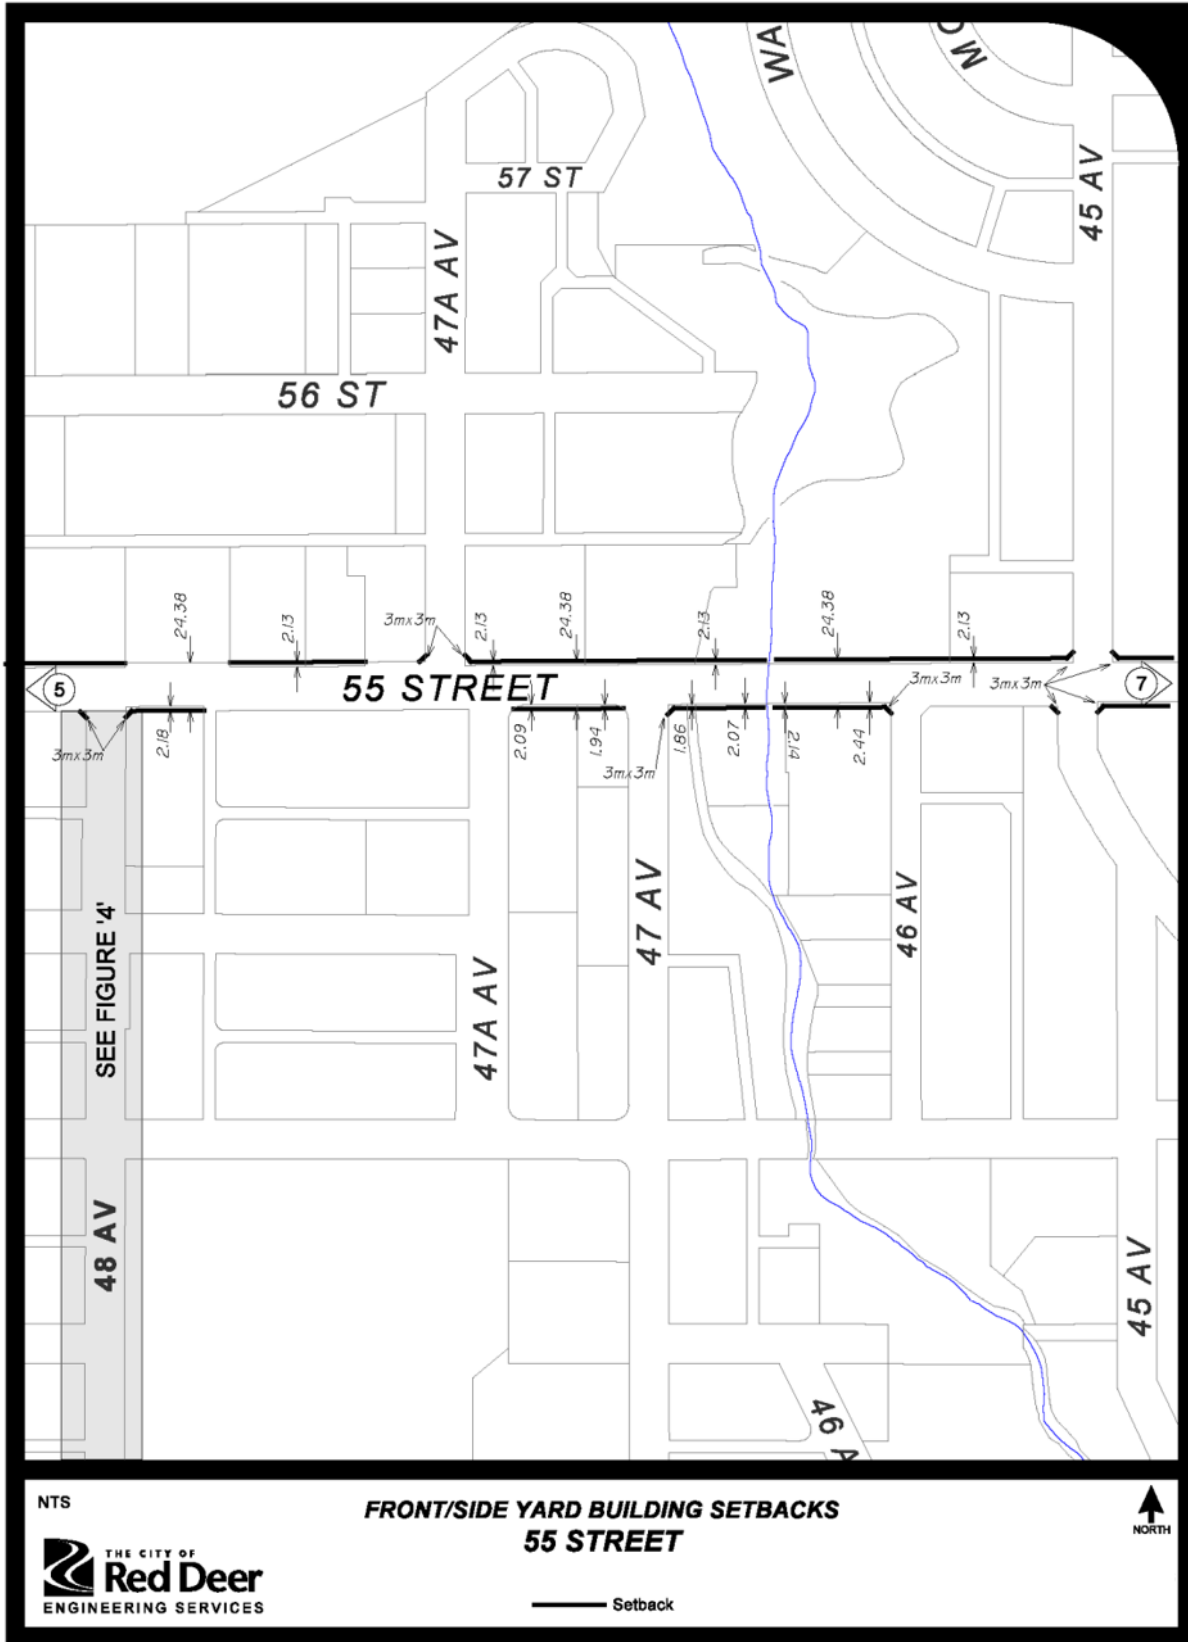 WA
MO
57 ST
45 AV
47A AV
56 ST
24.38
2.13
3mx3m
2.13
24.38
2.13
24.38
2.13
5
55 STREET
3mx3m
3mx3m
7
3mx3m
2.18
2.09
1.94
3mx3m
1.86
2.07
2.14
2.44
SEE FIGURE '4'
47A AV
47 AV
46 AV
48 AV
45 AV
46 A
NTS
FRONT/SIDE YARD BUILDING SETBACKS
55 STREET
NORTH
THE CITY OF
Red Deer
ENGINEERING SERVICES
Setback